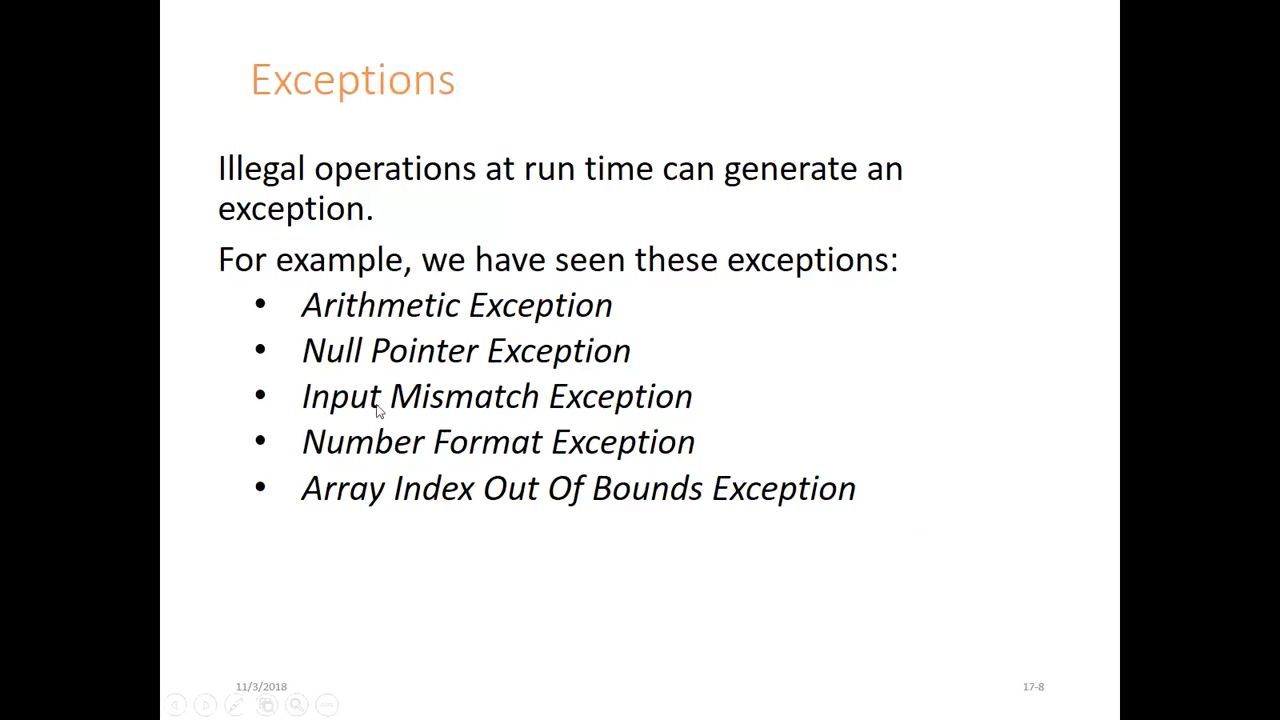 Exceptions
Illegal operations at run time can generate an
exception.
For example, we have seen these exceptions:
• Arithmetic Exception
• Null Pointer Exception
• Input Mismatch Exception
• Number Format Exception
• Array Index Out Of Bounds Exception
11/3/2018
17-8